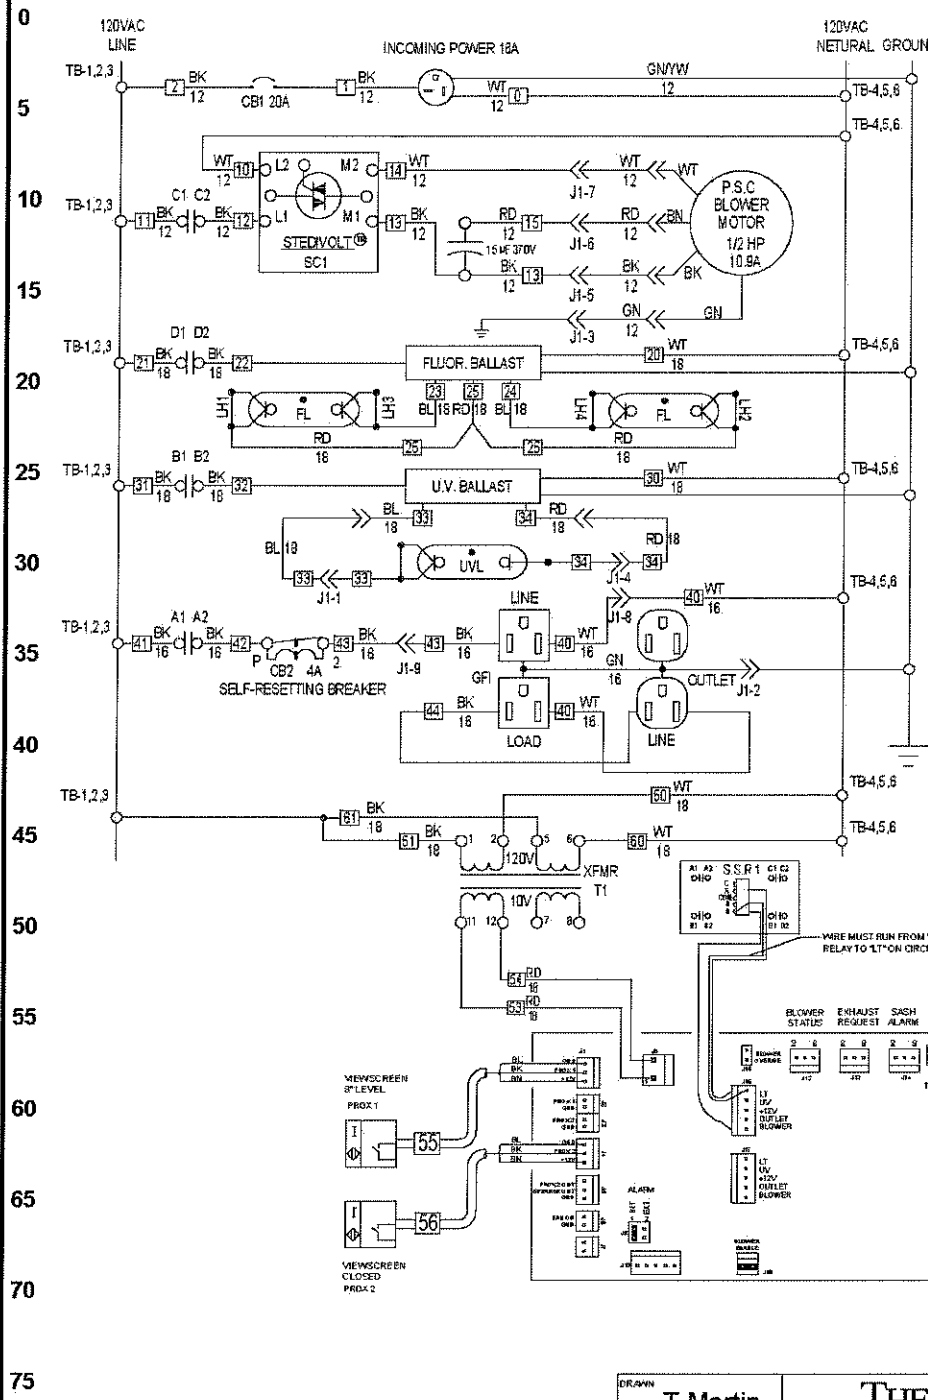 0
120VAC
LINE
INCOMING POWER 16A
120VAC
NETURAL GROUN
TB-1,2,3
2 BK
12
CB1 20A
1 BK
12
G
WT
12
0
GN/YW
12
TB-4,5,6
5
TB-4,5,6
WT
12
10
L2
M2
14
WT
12
J1-7
WT
12
WT
P.S.C
BLOWER
MOTOR
1/2 HP
10.9A
10
TB-1,2,3
11
BK
12
C1 C2
BK
12
12
L1
M1
13
BK
12
STEDIVOLT®
SC1
15 µF 370V
RD
12
15
J1-6
RD
12
BN
BK
12
13
J1-5
BK
12
BK
15
J1-3
GN
12
GN
TB-1,2,3
21
BK
18
D1 D2
BK
18
22
FLUOR. BALLAST
20
WT
18
TB-4,5,6
20
23
25
24
BL 18
RD 18
BL 18
LH1
FL
LH3
LH4
FL
LH2
RD
18
25
25
RD
18
25
TB-1,2,3
31
BK
18
B1 B2
BK
18
32
U.V. BALLAST
30
WT
18
TB-4,5,6
BL
18
33
34
RD
18
BL 18
RD 18
30
33
J1-1
33
UVL
34
J1-4
34
LINE
J1-8
40
WT
16
TB-4,5,6
TB-1,2,3
41
BK
16
A1 A2
BK
16
42
P
CB2 4A
2
43
BK
16
J1-9
43
BK
16
40
WT
16
35
SELF-RESETTING BREAKER
GFI
GN
16
OUTLET
J1-2
44
BK
16
40
WT
16
LOAD
LINE
40
TB-1,2,3
50
WT
18
TB-4,5,6
61
BK
18
45
51
BK
18
1
2
5
6
60
WT
18
TB-4,5,6
120V
XFMR
T1
10V
11
12
7
8
A1 A2
S.S.R 1
C1 C2
B1 B2
D1 D2
50
WIRE MUST RUN FROM
RELAY TO "LT" ON CIRC
54
RD
18
53
RD
18
55
BLOWER
STATUS
EXHAUST
REQUEST
SASH
ALARM
VIEWSCREEN
8" LEVEL
PROX 1
BL
BK
BN
J1
60
55
LT
UV
+12V
OUTLET
BLOWER
BL
BK
BN
LT
UV
+12V
OUTLET
BLOWER
65
56
ALARM
VIEWSCREEN
CLOSED
PROX 2
BLOWER
ENABLE
70
75
DRAWN
T. Martin